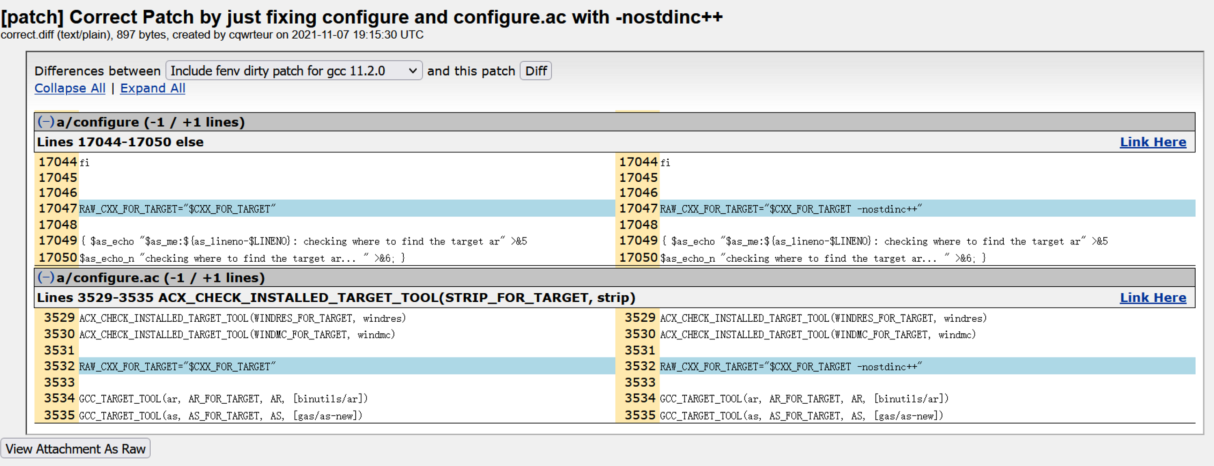 [patch] Correct Patch by just fixing configure and configure.ac with -nostdinc++
correct.diff (text/plain), 897 bytes, created by cqwrteur on 2021-11-07 19:15:30 UTC
Differences between Include fenv dirty patch for gcc 11.2.0 and this patch Diff
Collapse All | Expand All
(−)a/configure (-1 / +1 lines)
Lines 17044-17050 else Link Here
17044 fi 17044 fi
17045 17045
17046 17046
17047 RAW_CXX_FOR_TARGET="$CXX_FOR_TARGET" 17047 RAW_CXX_FOR_TARGET="$CXX_FOR_TARGET -nostdinc++"
17048 17048
17049 { $as_echo "$as_me:${as_lineno-$LINENO}: checking where to find the target ar" >&5 17049 { $as_echo "$as_me:${as_lineno-$LINENO}: checking where to find the target ar" >&5
17050 $as_echo_n "checking where to find the target ar... " >&6; } 17050 $as_echo_n "checking where to find the target ar... " >&6; }
(−)a/configure.ac (-1 / +1 lines)
Lines 3529-3535 ACX_CHECK_INSTALLED_TARGET_TOOL(STRIP_FOR_TARGET, strip) Link Here
3529 ACX_CHECK_INSTALLED_TARGET_TOOL(WINDRES_FOR_TARGET, windres) 3529 ACX_CHECK_INSTALLED_TARGET_TOOL(WINDRES_FOR_TARGET, windres)
3530 ACX_CHECK_INSTALLED_TARGET_TOOL(WINDMC_FOR_TARGET, windmc) 3530 ACX_CHECK_INSTALLED_TARGET_TOOL(WINDMC_FOR_TARGET, windmc)
3531 3531
3532 RAW_CXX_FOR_TARGET="$CXX_FOR_TARGET" 3532 RAW_CXX_FOR_TARGET="$CXX_FOR_TARGET -nostdinc++"
3533 3533
3534 GCC_TARGET_TOOL(ar, AR_FOR_TARGET, AR, [binutils/ar]) 3534 GCC_TARGET_TOOL(ar, AR_FOR_TARGET, AR, [binutils/ar])
3535 GCC_TARGET_TOOL(as, AS_FOR_TARGET, AS, [gas/as-new]) 3535 GCC_TARGET_TOOL(as, AS_FOR_TARGET, AS, [gas/as-new])
View Attachment As Raw